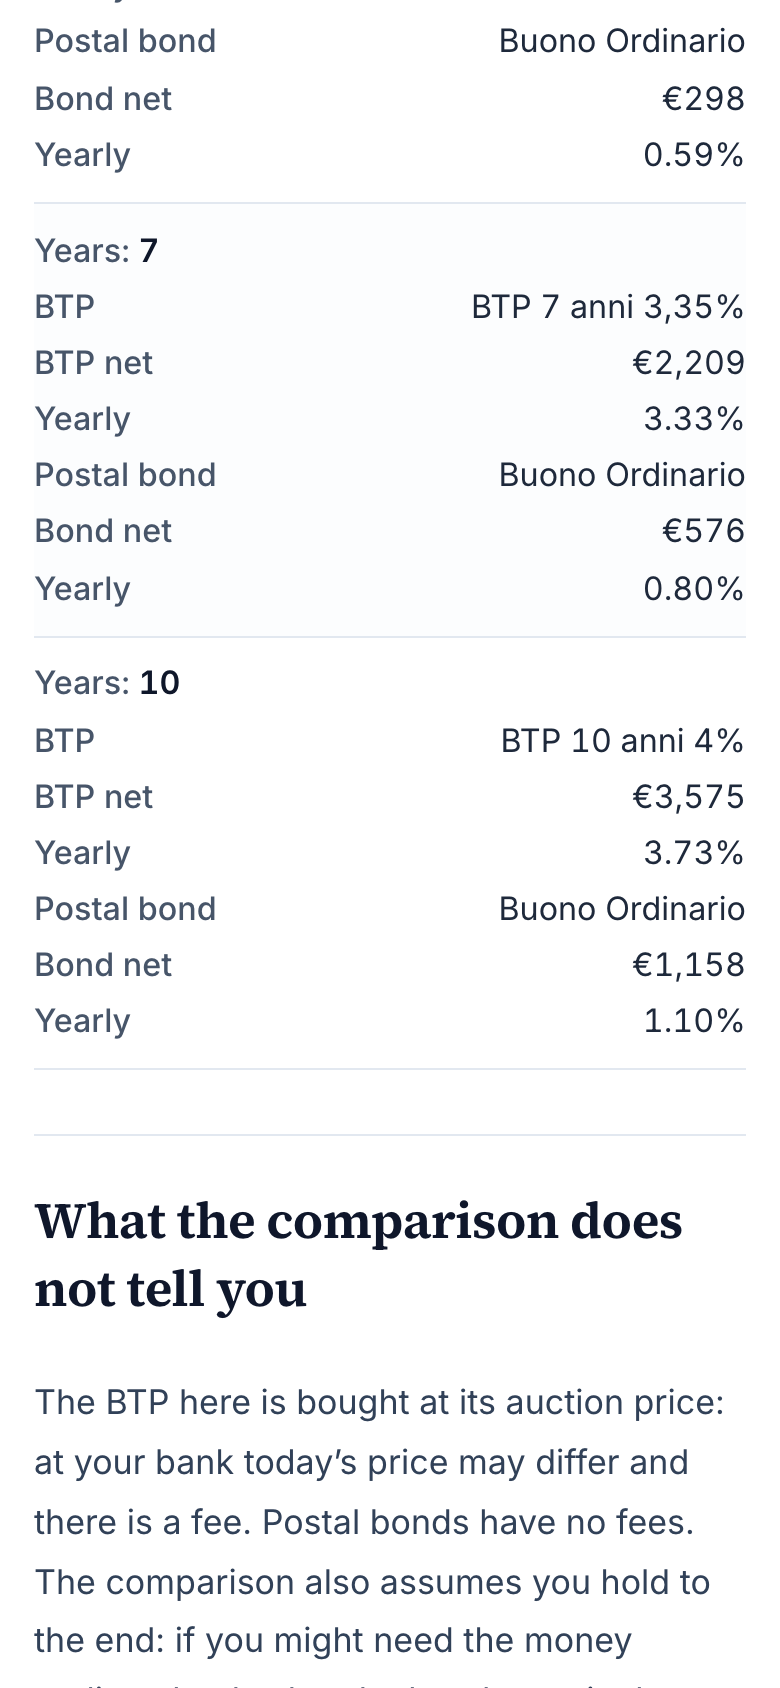 Postal bond Buono Ordinario
Bond net €298
Yearly 0.59%
Years: 7
BTP BTP 7 anni 3,35%
BTP net €2,209
Yearly 3.33%
Postal bond Buono Ordinario
Bond net €576
Yearly 0.80%
Years: 10
BTP BTP 10 anni 4%
BTP net €3,575
Yearly 3.73%
Postal bond Buono Ordinario
Bond net €1,158
Yearly 1.10%
What the comparison does
not tell you
The BTP here is bought at its auction price:
at your bank today’s price may differ and
there is a fee. Postal bonds have no fees.
The comparison also assumes you hold to
the end: if you might need the money